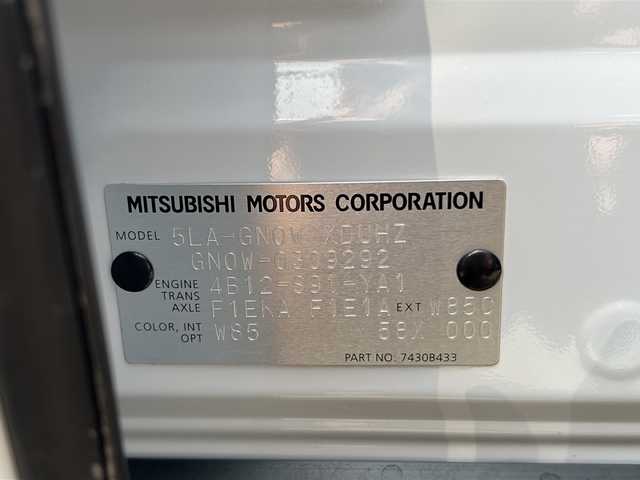 MITSUBISHI MOTORS CORPORATION
MODEL 5LA-GN0W XDUHZ
GN0W-0309292
ENGINE 4B12-S91-YA1
TRANS
AXLE F1EKA F1E1A EXT W85C
COLOR, INT
OPT W85 58X 000
PART NO: 7430B433